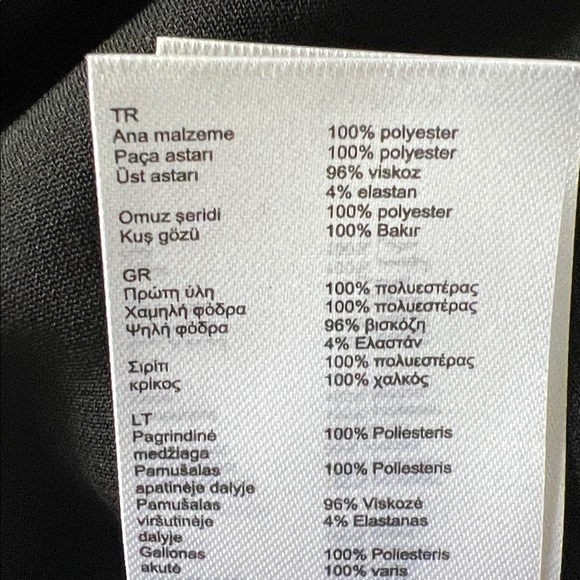 TR
Ana malzeme 100% polyester
Paça astarı 100% polyester
Üst astarı 96% viskoz
4% elastan
Omuz şeridi 100% polyester
Kuş gözü 100% Bakır
GR
Πρώτη ύλη 100% πολυεστέρας
Χαμηλή φόδρα 100% πολυεστέρας
Ψηλή φόδρα 96% βισκόζη
4% Ελαστάν
Σιρίτι 100% πολυεστέρας
κρίκος 100% χαλκός
LT
Pagrindinė 100% Poliesteris
medžiaga
Pamušalas 100% Poliesteris
apatinėje dalyje
Pamušalas 96% Viskozė
viršutinėje 4% Elastanas
dalyje
Galionas 100% Poliesteris
akutė 100% varis